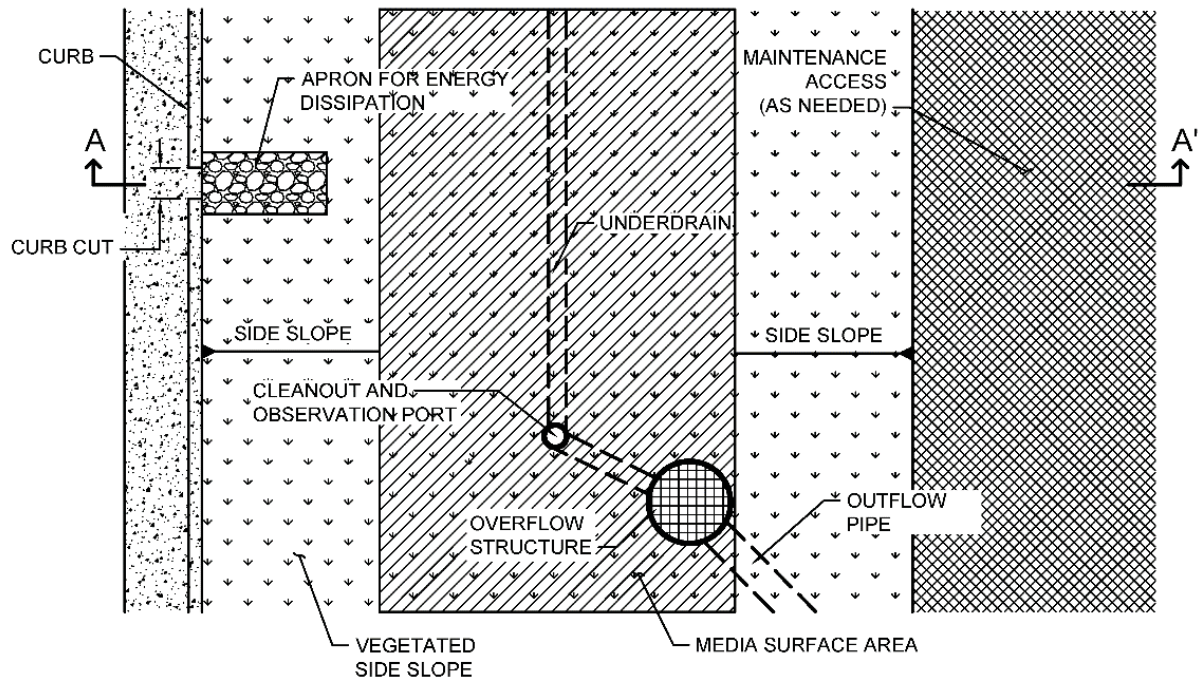 CURB
APRON FOR ENERGY
DISSIPATION
MAINTENANCE
ACCESS
(AS NEEDED)
A
A'
CURB CUT
UNDERDRAIN
SIDE SLOPE
SIDE SLOPE
CLEANOUT AND
OBSERVATION PORT
OVERFLOW
STRUCTURE
OUTFLOW
PIPE
VEGETATED
SIDE SLOPE
MEDIA SURFACE AREA